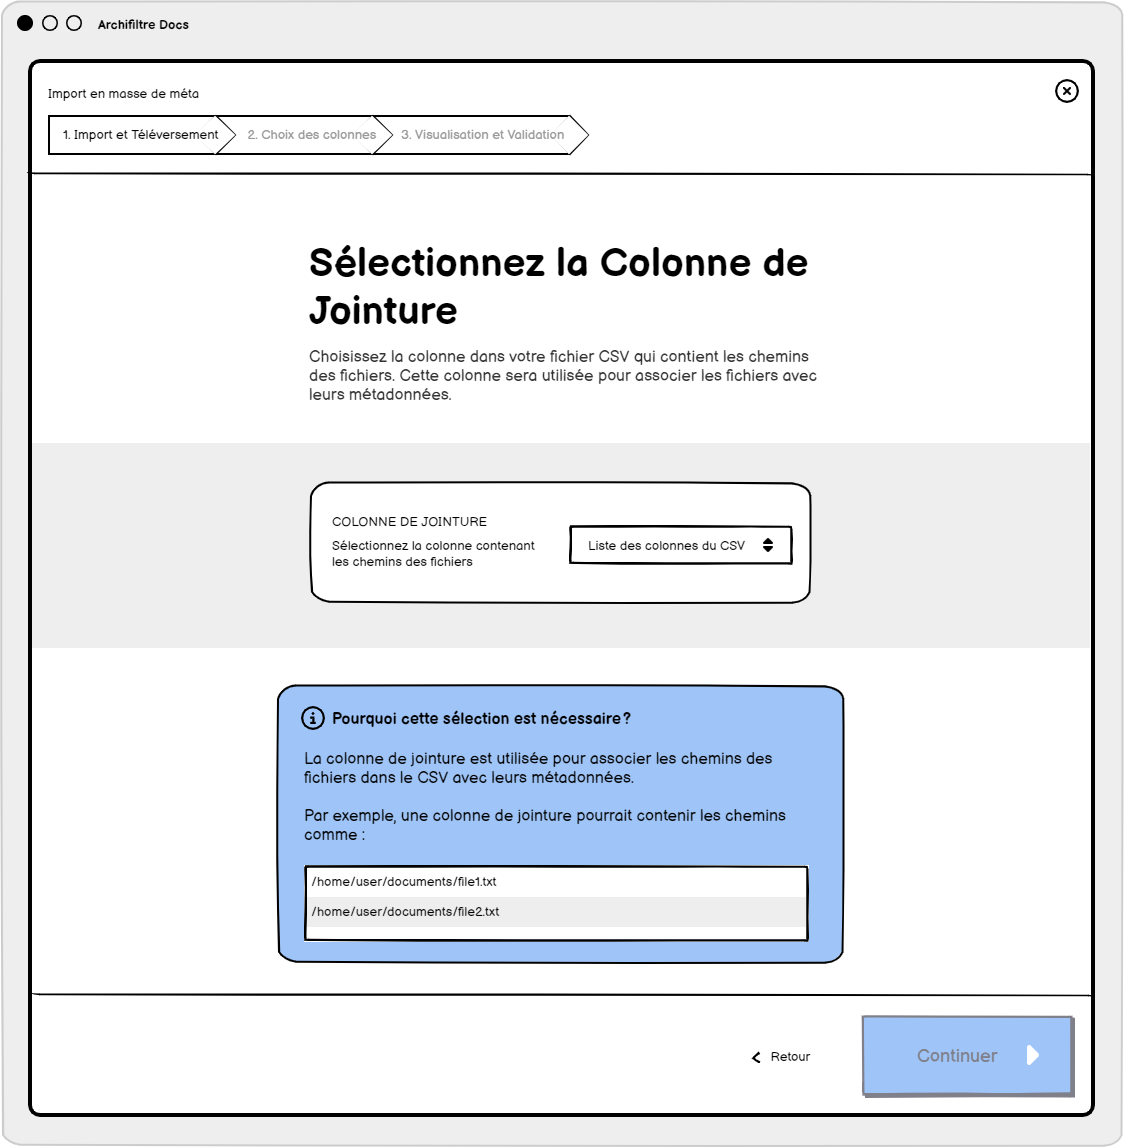 Archifiltre Docs
Import en masse de méta
1. Import et Téléversement
2. Choix des colonnes
3. Visualisation et Validation
Sélectionnez la Colonne de
Jointure
Choisissez la colonne dans votre fichier CSV qui contient les chemins
des fichiers. Cette colonne sera utilisée pour associer les fichiers avec
leurs métadonnées.
COLONNE DE JOINTURE
Sélectionnez la colonne contenant
les chemins des fichiers
Liste des colonnes du CSV
Pourquoi cette sélection est nécessaire?
La colonne de jointure est utilisée pour associer les chemins des
fichiers dans le CSV avec leurs métadonnées.
Par exemple, une colonne de jointure pourrait contenir les chemins
comme :
/home/user/documents/file1.txt
/home/user/documents/file2.txt
Retour
Continuer